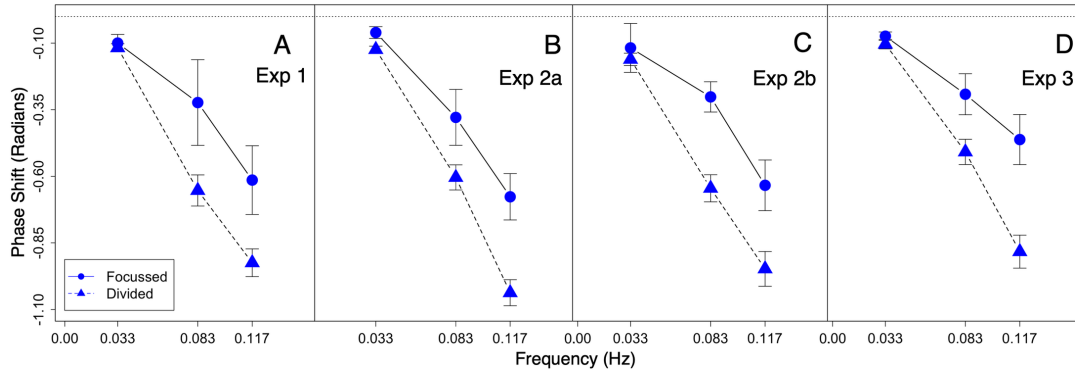 A
Exp 1
B
Exp 2a
C
Exp 2b
D
Exp 3
Phase Shift (Radians)
-0.10
-0.35
-0.60
-0.85
-1.10
Focussed
Divided
0.00 0.033 0.083 0.117 0.033 0.083 0.117 0.00 0.033 0.083 0.117 0.00 0.033 0.083 0.117
Frequency (Hz)